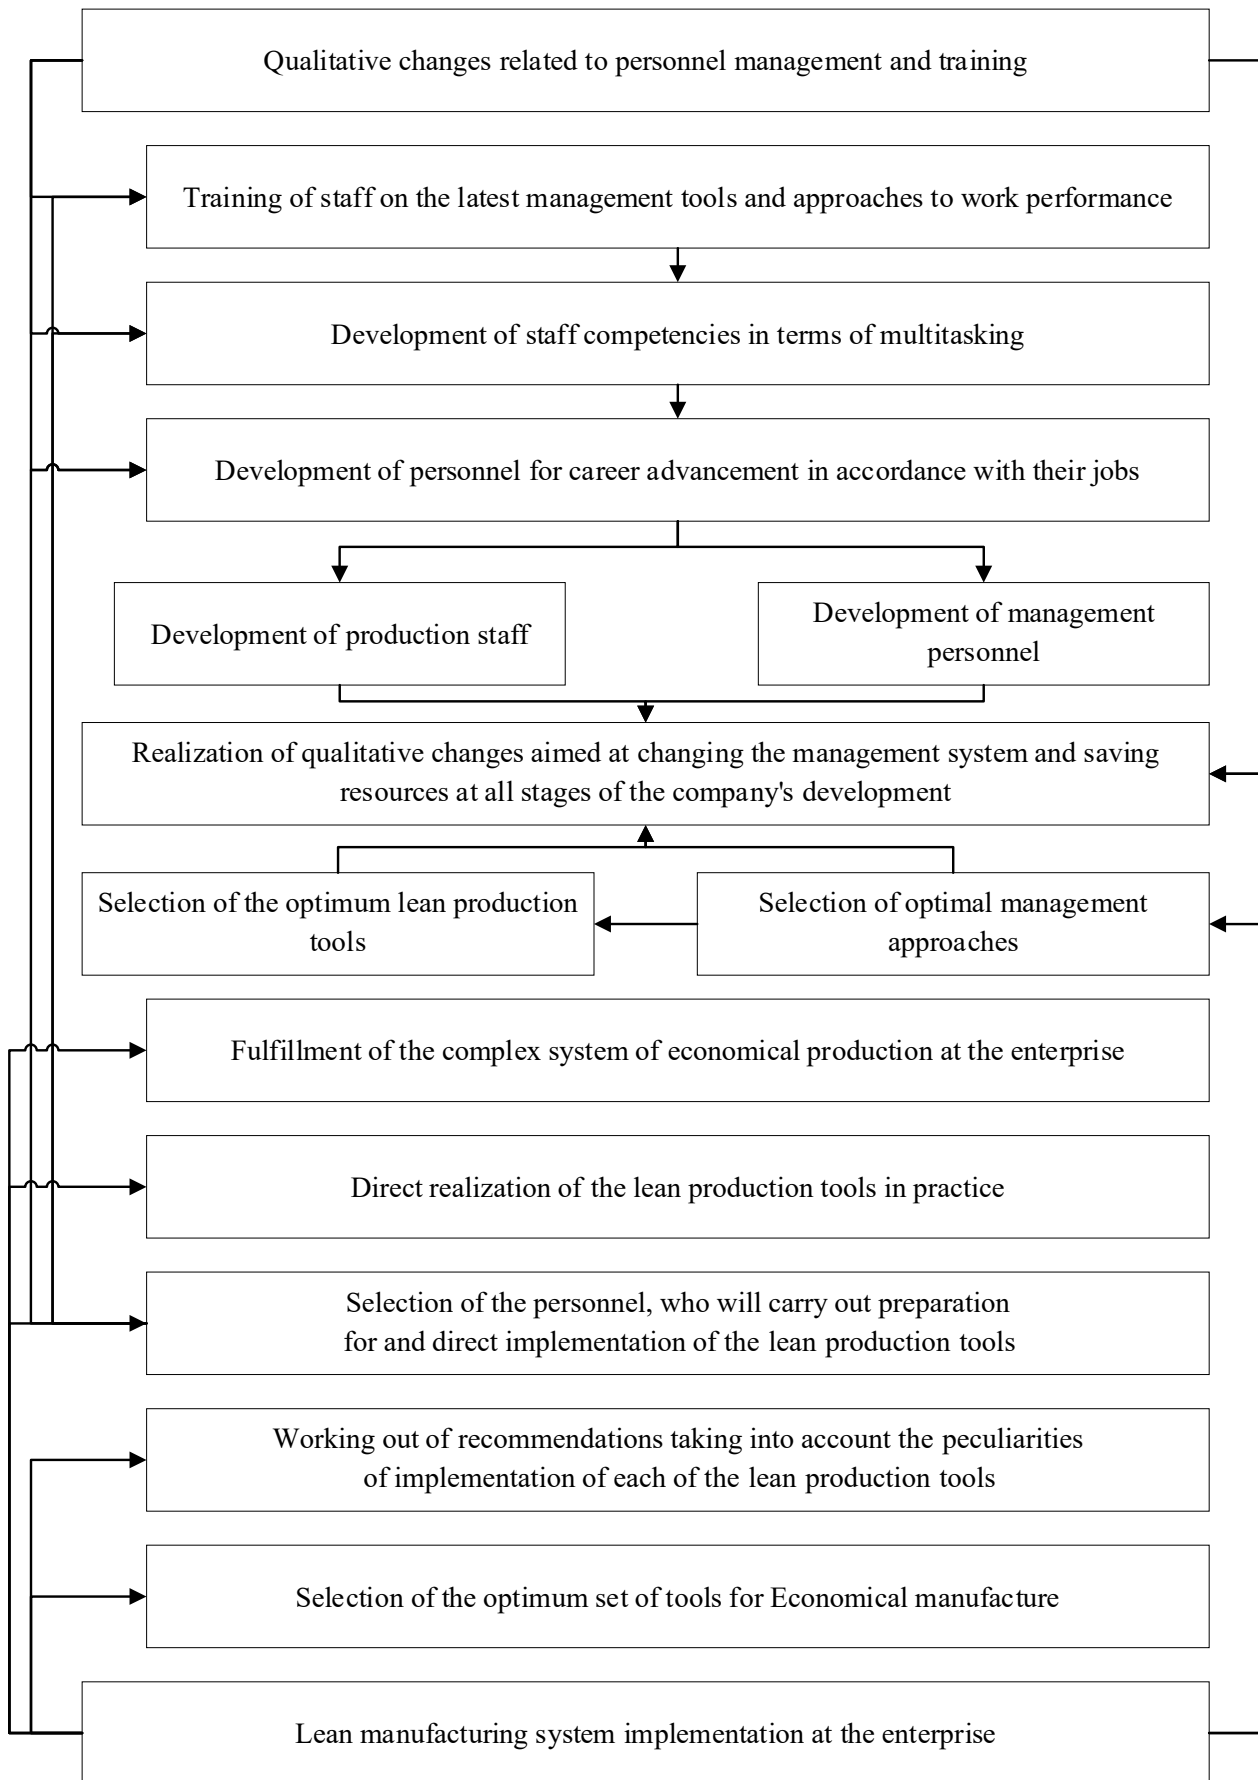 Qualitative changes related to personnel management and training
Training of staff on the latest management tools and approaches to work performance
Development of staff competencies in terms of multitasking
Development of personnel for career advancement in accordance with their jobs
Development of production staff
Development of management
personnel
Realization of qualitative changes aimed at changing the management system and saving
resources at all stages of the company's development
Selection of the optimum lean production
tools
Selection of optimal management
approaches
Fulfillment of the complex system of economical production at the enterprise
Direct realization of the lean production tools in practice
Selection of the personnel, who will carry out preparation
for and direct implementation of the lean production tools
Working out of recommendations taking into account the peculiarities
of implementation of each of the lean production tools
Selection of the optimum set of tools for Economical manufacture
Lean manufacturing system implementation at the enterprise